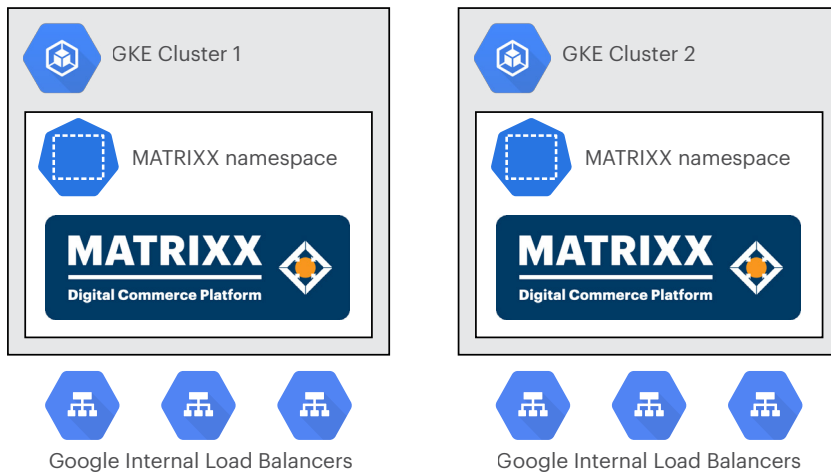 GKE Cluster 1
MATRIXX namespace
MATRIXX
Digital Commerce Platform
Google Internal Load Balancers
GKE Cluster 2
MATRIXX namespace
MATRIXX
Digital Commerce Platform
Google Internal Load Balancers